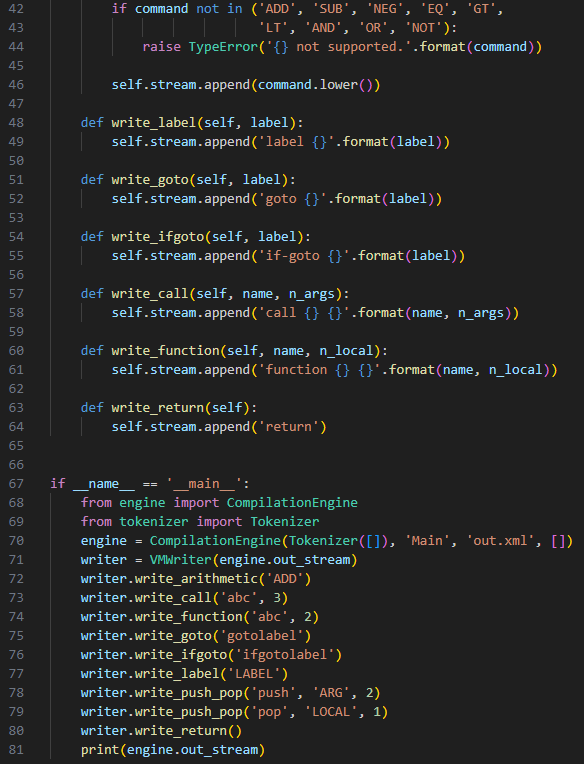 42 if command not in ('ADD', 'SUB', 'NEG', 'EQ', 'GT',
43 'LT', 'AND', 'OR', 'NOT'):
44 raise TypeError('{} not supported.'.format(command))
45
46 self.stream.append(command.lower())
47
48 def write_label(self, label):
49 self.stream.append('label {}'.format(label))
50
51 def write_goto(self, label):
52 self.stream.append('goto {}'.format(label))
53
54 def write_ifgoto(self, label):
55 self.stream.append('if-goto {}'.format(label))
56
57 def write_call(self, name, n_args):
58 self.stream.append('call {} {}'.format(name, n_args))
59
60 def write_function(self, name, n_local):
61 self.stream.append('function {} {}'.format(name, n_local))
62
63 def write_return(self):
64 self.stream.append('return')
65
66
67 if __name__ == '__main__':
68 from engine import CompilationEngine
69 from tokenizer import Tokenizer
70 engine = CompilationEngine(Tokenizer([]), 'Main', 'out.xml', [])
71 writer = VMWriter(engine.out_stream)
72 writer.write_arithmetic('ADD')
73 writer.write_call('abc', 3)
74 writer.write_function('abc', 2)
75 writer.write_goto('gotolabel')
76 writer.write_ifgoto('ifgotolabel')
77 writer.write_label('LABEL')
78 writer.write_push_pop('push', 'ARG', 2)
79 writer.write_push_pop('pop', 'LOCAL', 1)
80 writer.write_return()
81 print(engine.out_stream)